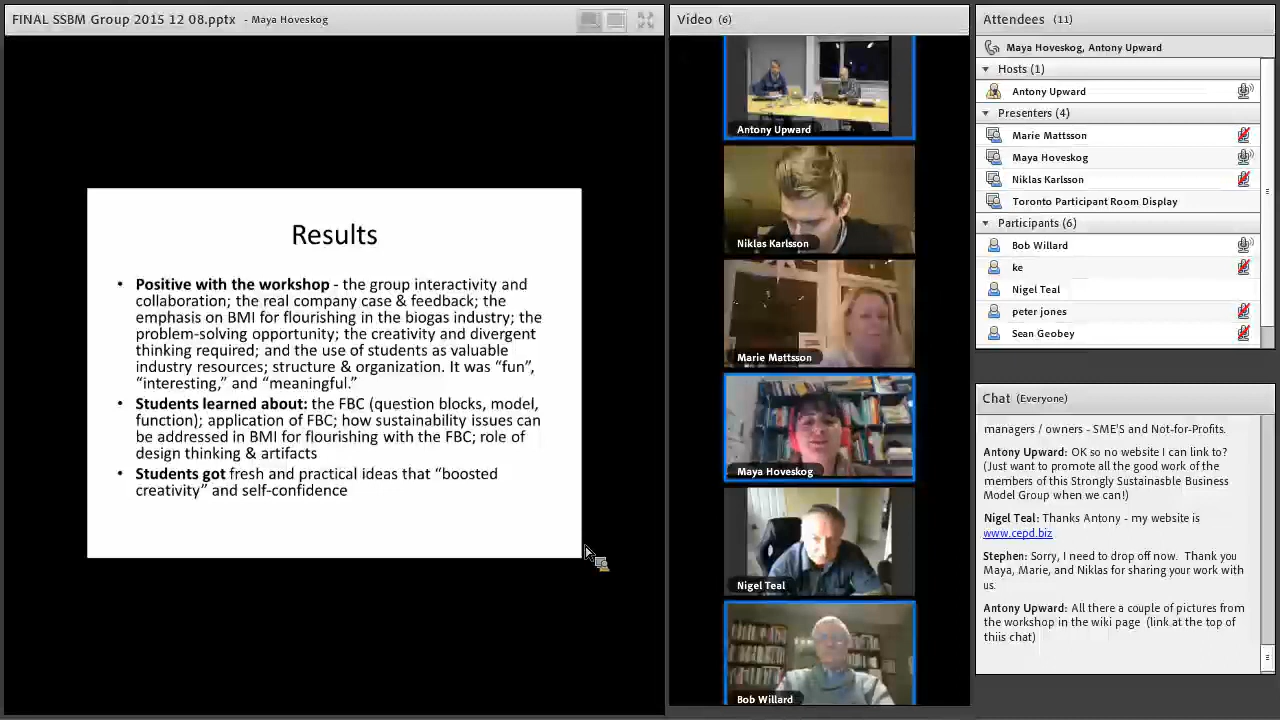 FINAL SSBM Group 2015 12 08.pptx - Maya Hoveskog
Results
• Positive with the workshop - the group interactivity and
collaboration; the real company case & feedback; the
emphasis on BMI for flourishing in the biogas industry; the
problem-solving opportunity; the creativity and divergent
thinking required; and the use of students as valuable
industry resources; structure & organization. It was “fun”,
“interesting,” and “meaningful.”
• Students learned about: the FBC (question blocks, model,
function); application of FBC; how sustainability issues can
be addressed in BMI for flourishing with the FBC; role of
design thinking & artifacts
• Students got fresh and practical ideas that “boosted
creativity” and self-confidence
Video (6)
Antony Upward
Niklas Karlsson
Marie Mattsson
Maya Hoveskog
Nigel Teal
Bob Willard
Attendees (11)
Maya Hoveskog, Antony Upward
Hosts (1)
Antony Upward
Presenters (4)
Marie Mattsson
Maya Hoveskog
Niklas Karlsson
Toronto Participant Room Display
Participants (6)
Bob Willard
ke
Nigel Teal
peter jones
Sean Geobey
Chat (Everyone)
managers / owners - SME'S and Not-for-Profits.
Antony Upward: OK so no website I can link to?
(Just want to promote all the good work of the
members of this Strongly Sustainable Business
Model Group when we can!)
Nigel Teal: Thanks Antony - my website is
www.cepd.biz
Stephen: Sorry, I need to drop off now. Thank you
Maya, Marie, and Niklas for sharing your work with
us.
Antony Upward: All there a couple of pictures from
the workshop in the wiki page (link at the top of
thiis chat)